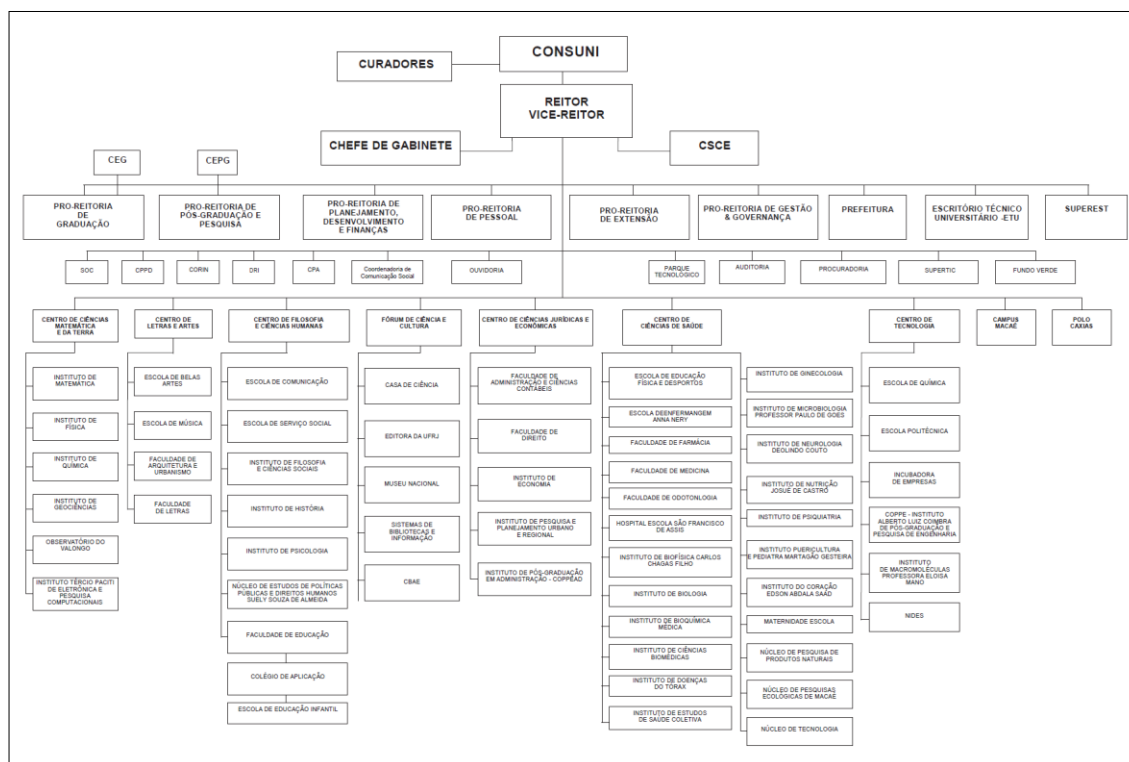 CONSUNI
CURADORES
REITOR
VICE-REITOR
CHEFE DE GABINETE
CSCE
CEG
CEPG
PRO-REITORIA
DE
GRADUAÇÃO
PRO-REITORIA DE
PÓS-GRADUAÇÃO E
PESQUISA
PRO-REITORIA DE
PLANEJAMENTO,
DESENVOLVIMENTO
E FINANÇAS
PRO-REITORIA
DE PESSOAL
PRO-REITORIA
DE EXTENSÃO
PRO-REITORIA DE GESTÃO
& GOVERNANÇA
PREFEITURA
ESCRITÓRIO TÉCNICO
UNIVERSITÁRIO -ETU
SUPEREST
SOC
CPPD
CORIN
DRI
CPA
Coordenadoria de
Comunicação Social
OUVIDORIA
PARQUE
TECNOLÓGICO
AUDITORIA
PROCURADORIA
SUPERTIC
FUNDO VERDE
CENTRO DE CIÊNCIAS
MATEMÁTICA
E DA TERRA
CENTRO DE
LETRAS E ARTES
CENTRO DE FILOSOFIA
E CIÊNCIAS HUMANAS
FÓRUM DE CIÊNCIA E
CULTURA
CENTRO DE CIÊNCIAS JURÍDICAS E
ECONÔMICAS
CENTRO DE
CIÊNCIAS DE SAÚDE
CENTRO DE
TECNOLOGIA
CAMPUS
MACAÉ
POLO
CAXIAS
INSTITUTO DE
MATEMÁTICA
INSTITUTO DE
FÍSICA
INSTITUTO DE
QUÍMICA
INSTITUTO DE
GEOCIÊNCIAS
OBSERVATÓRIO DO
VALONGO
INSTITUTO TÉRCIO PACITI
DE ELETRÔNICA E
PESQUISA
COMPUTACIONAIS
ESCOLA DE BELAS
ARTES
ESCOLA DE MÚSICA
FACULDADE DE
ARQUITETURA E
URBANISMO
FACULDADE
DE LETRAS
ESCOLA DE COMUNICAÇÃO
ESCOLA DE SERVIÇO SOCIAL
INSTITUTO DE FILOSOFIA
E CIÊNCIAS SOCIAIS
INSTITUTO DE HISTÓRIA
INSTITUTO DE PSICOLOGIA
NÚCLEO DE ESTUDOS DE POLÍTICAS
PÚBLICAS E DIREITOS HUMANOS
SUELY SOUZA DE ALMEIDA
FACULDADE DE EDUCAÇÃO
COLÉGIO DE APLICAÇÃO
ESCOLA DE EDUCAÇÃO INFANTIL
CASA DE CIÊNCIA
EDITORA DA UFRJ
MUSEU NACIONAL
SISTEMAS DE
BIBLIOTECAS E
INFORMAÇÃO
CBAE
FACULDADE DE
ADMINISTRAÇÃO E CIÊNCIAS
CONTÁBEIS
FACULDADE DE
DIREITO
INSTITUTO DE
ECONOMIA
INSTITUTO DE PESQUISA E
PLANEJAMENTO URBANO
E REGIONAL
INSTITUTO DE PÓS-GRADUAÇÃO
EM ADMINISTRAÇÃO - COPPEAD
ESCOLA DE EDUCAÇÃO
FÍSICA E DESPORTOS
ESCOLA DEENFERMANGEM
ANNA NERY
FACULDADE DE FARMÁCIA
FACULDADE DE MEDICINA
FACULDADE DE ODOTONLOGIA
HOSPITAL ESCOLA SÃO FRANCISCO
DE ASSIS
INSTITUTO DE BIOFÍSICA CARLOS
CHAGAS FILHO
INSTITUTO DE BIOLOGIA
INSTITUTO DE BIOQUÍMICA
MÉDICA
INSTITUTO DE CIÊNCIAS
BIOMÉDICAS
INSTITUTO DE DOENÇAS
DO TÓRAX
INSTITUTO DE ESTUDOS
DE SAÚDE COLETIVA
INSTITUTO DE GINECOLOGIA
INSTITUTO DE MICROBIOLOGIA
PROFESSOR PAULO DE GOES
INSTITUTO DE NEUROLOGIA
DEOLINDO COUTO
INSTITUTO DE NUTRIÇÃO
JOSUE DE CASTRO
INSTITUTO DE PSIQUIATRIA
INSTITUTO PUERICULTURA
E PEDIATRA MARTAGÃO GESTEIRA
INSTITUTO DO CORAÇÃO
EDSON ABDALA SAAD
MATERNIDADE ESCOLA
NÚCLEO DE PESQUISA DE
PRODUTOS NATURAIS
NÚCLEO DE PESQUISAS
ECOLÓGICAS DE MACAÉ
NÚCLEO DE TECNOLOGIA
ESCOLA DE QUÍMICA
ESCOLA POLITÉCNICA
INCUBADORA
DE EMPRESAS
COPPE - INSTITUTO
ALBERTO LUIZ COIMBRA
DE PÓS-GRADUAÇÃO E
PESQUISA DE ENGENHARIA
INSTITUTO
DE MACROMOLÉCULAS
PROFESSORA ELOISA
MANO
NIDES